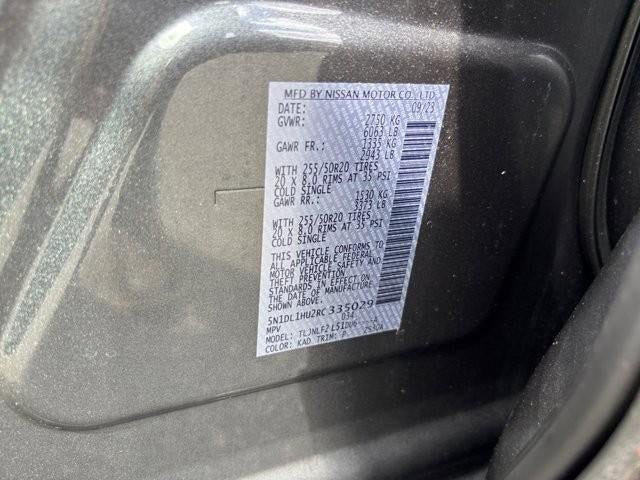 MFD BY NISSAN MOTOR CO., LTD.
DATE: 09/23
GVWR: 2750 KG
6063 LB
GAWR FR.: 1335 KG
2943 LB
WITH 255/50R20 TIRES
20 X 8.0 RIMS AT 35 PSI
COLD SINGLE
GAWR RR.: 1530 KG
3373 LB
WITH 255/50R20 TIRES
20 X 8.0 RIMS AT 35 PSI
COLD SINGLE
THIS VEHICLE CONFORMS TO
ALL APPLICABLE FEDERAL
MOTOR VEHICLE SAFETY AND
THEFT PREVENTION
STANDARDS IN EFFECT ON
THE DATE OF MANUFACTURE
SHOWN ABOVE.
5N1DL1HU2RC335029
MPV 034
MODEL: TLJNLF2
COLOR: KAD TRIM: P